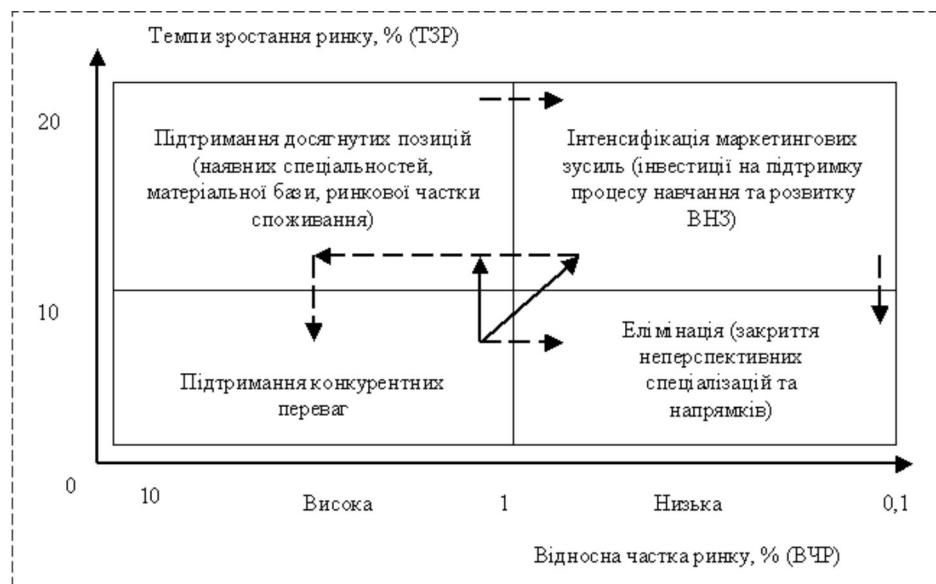 Темпи зростання ринку, % (ТЗР)
20
Підтримання досягнутих позицій
(наявних спеціальностей,
матеріальної бази, ринкової частки
споживання)
Інтенсифікація маркетингових
зусиль (інвестиції на підтримку
процесу навчання та розвитку
ВНЗ)
10
Підтримання конкурентних
переваг
Елімінація (закриття
неперспективних
спеціалізацій та
напрямків)
0
10
Висока
1
Низька
0,1
Відносна частка ринку, % (ВЧР)